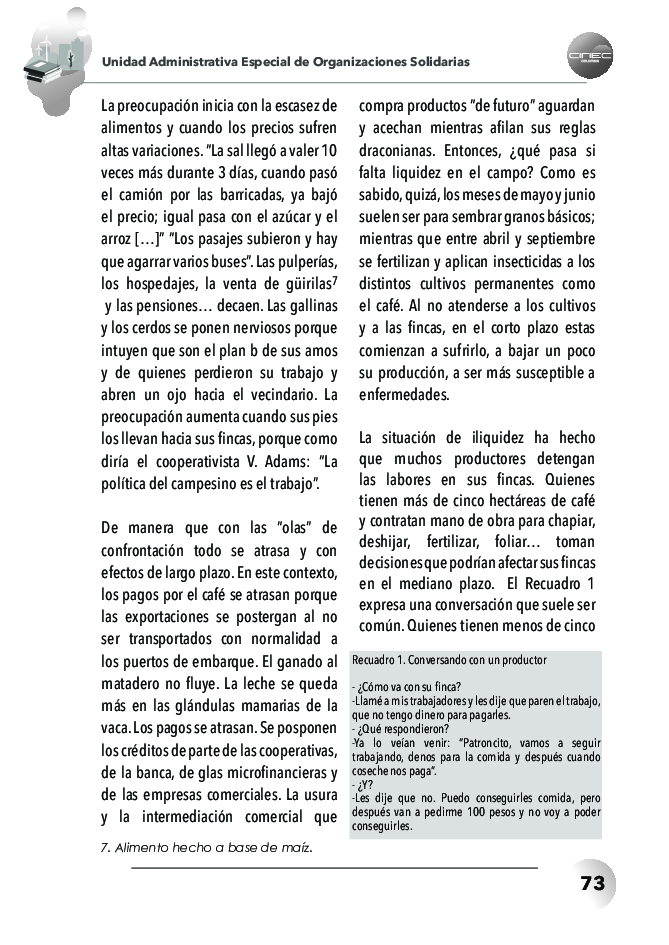 Unidad Administrativa Especial de Organizaciones Solidarias
CINEC
COLOMBIA
La preocupación inicia con la escasez de
alimentos y cuando los precios sufren
altas variaciones. "La sal llegó a valer 10
veces más durante 3 días, cuando pasó
el camión por las barricadas, ya bajó
el precio; igual pasa con el azúcar y el
arroz […]" "Los pasajes subieron y hay
que agarrar varios buses". Las pulperías,
los hospedajes, la venta de güirilas7
y las pensiones… decaen. Las gallinas
y los cerdos se ponen nerviosos porque
intuyen que son el plan b de sus amos
y de quienes perdieron su trabajo y
abren un ojo hacia el vecindario. La
preocupación aumenta cuando sus pies
los llevan hacia sus fincas, porque como
diría el cooperativista V. Adams: "La
política del campesino es el trabajo".
De manera que con las "olas" de
confrontación todo se atrasa y con
efectos de largo plazo. En este contexto,
los pagos por el café se atrasan porque
las exportaciones se postergan al no
ser transportados con normalidad a
los puertos de embarque. El ganado al
matadero no fluye. La leche se queda
más en las glándulas mamarias de la
vaca. Los pagos se atrasan. Se posponen
los créditos de parte de las cooperativas,
de la banca, de glas microfinancieras y
de las empresas comerciales. La usura
y la intermediación comercial que
7. Alimento hecho a base de maíz.
compra productos "de futuro" aguardan
y acechan mientras afilan sus reglas
draconianas. Entonces, ¿qué pasa si
falta liquidez en el campo? Como es
sabido, quizá, los meses de mayo y junio
suelen ser para sembrar granos básicos;
mientras que entre abril y septiembre
se fertilizan y aplican insecticidas a los
distintos cultivos permanentes como
el café. Al no atenderse a los cultivos
y a las fincas, en el corto plazo estas
comienzan a sufrirlo, a bajar un poco
su producción, a ser más susceptible a
enfermedades.
La situación de iliquidez ha hecho
que muchos productores detengan
las labores en sus fincas. Quienes
tienen más de cinco hectáreas de café
y contratan mano de obra para chapiar,
deshijar, fertilizar, foliar… toman
decisiones que podrían afectar sus fincas
en el mediano plazo. El Recuadro 1
expresa una conversación que suele ser
común. Quienes tienen menos de cinco
Recuadro 1. Conversando con un productor
- ¿Cómo va con su finca?
-Llamé a mis trabajadores y les dije que paren el trabajo,
que no tengo dinero para pagarles.
- ¿Qué respondieron?
-Ya lo veían venir: "Patroncito, vamos a seguir
trabajando, denos para la comida y después cuando
coseche nos paga".
- ¿Y?
-Les dije que no. Puedo conseguirles comida, pero
después van a pedirme 100 pesos y no voy a poder
conseguirles.
73